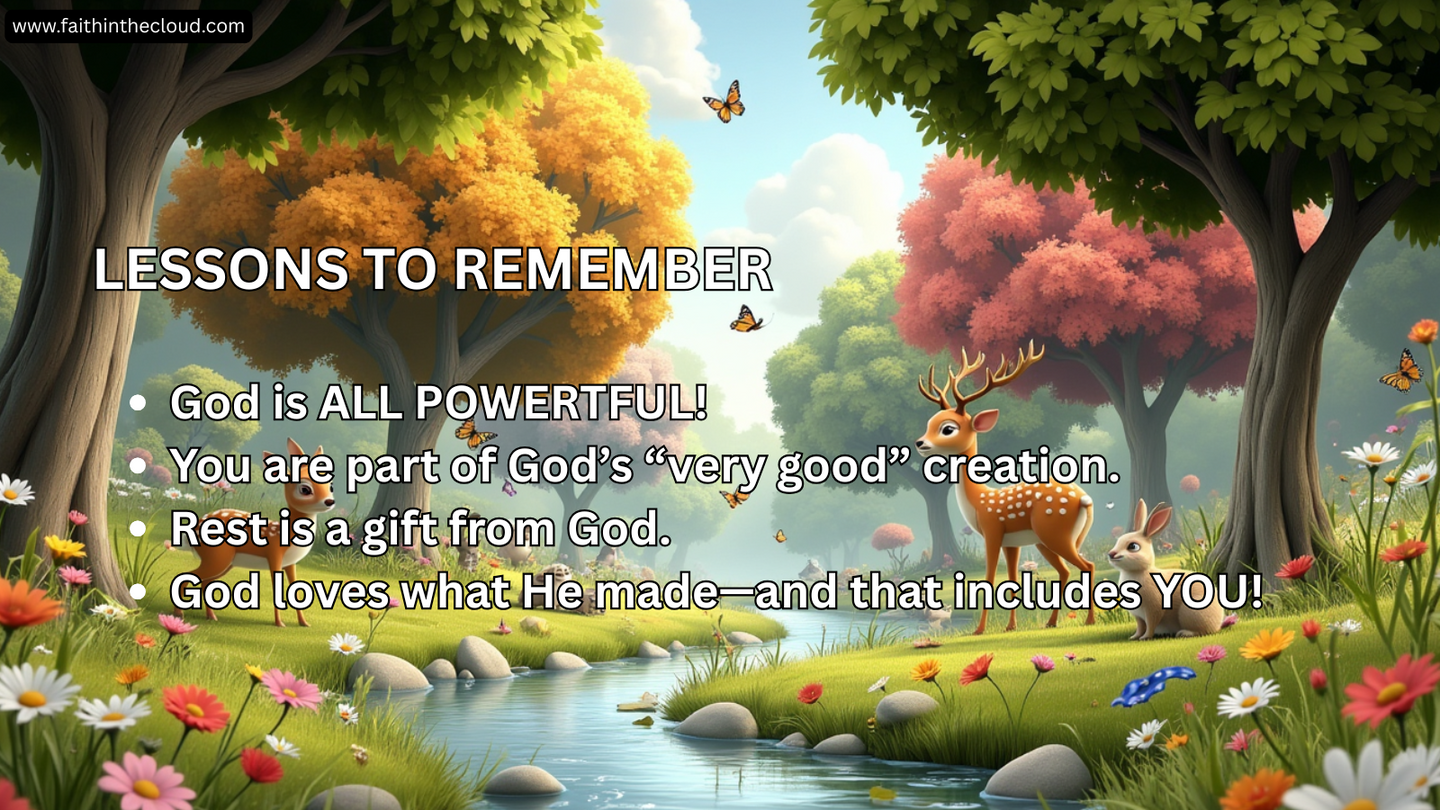 www.faithinthecloud.com
LESSONS TO REMEMBER
• God is ALL POWERTFUL!
• You are part of God’s “very good” creation.
• Rest is a gift from God.
• God loves what He made—and that includes YOU!